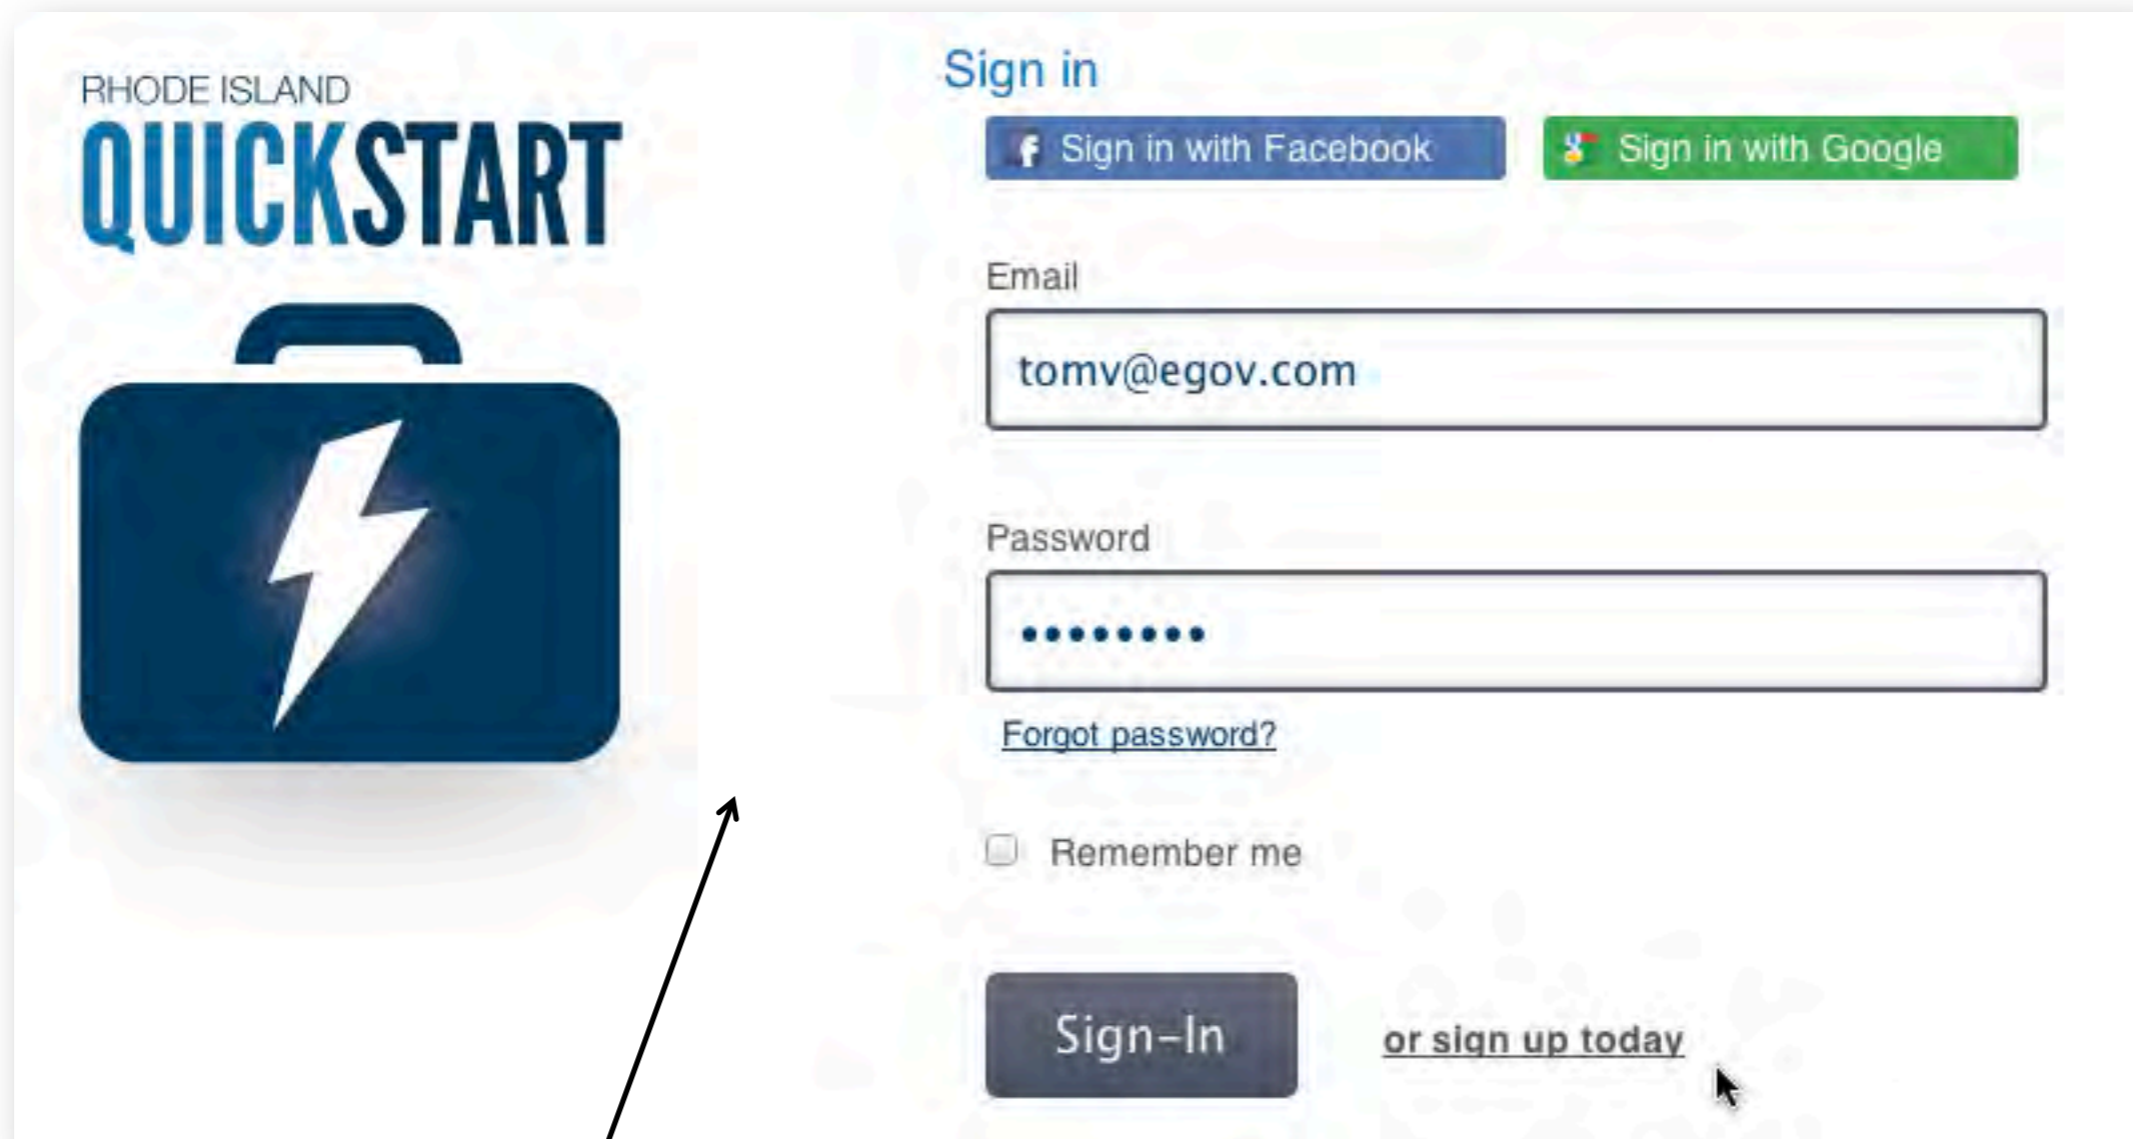 RHODE ISLAND
QUICKSTART
Sign in
Sign in with Facebook
Sign in with Google
Email
tomv@egov.com
Password
••••••••
Forgot password?
Remember me
Sign–In
or sign up today